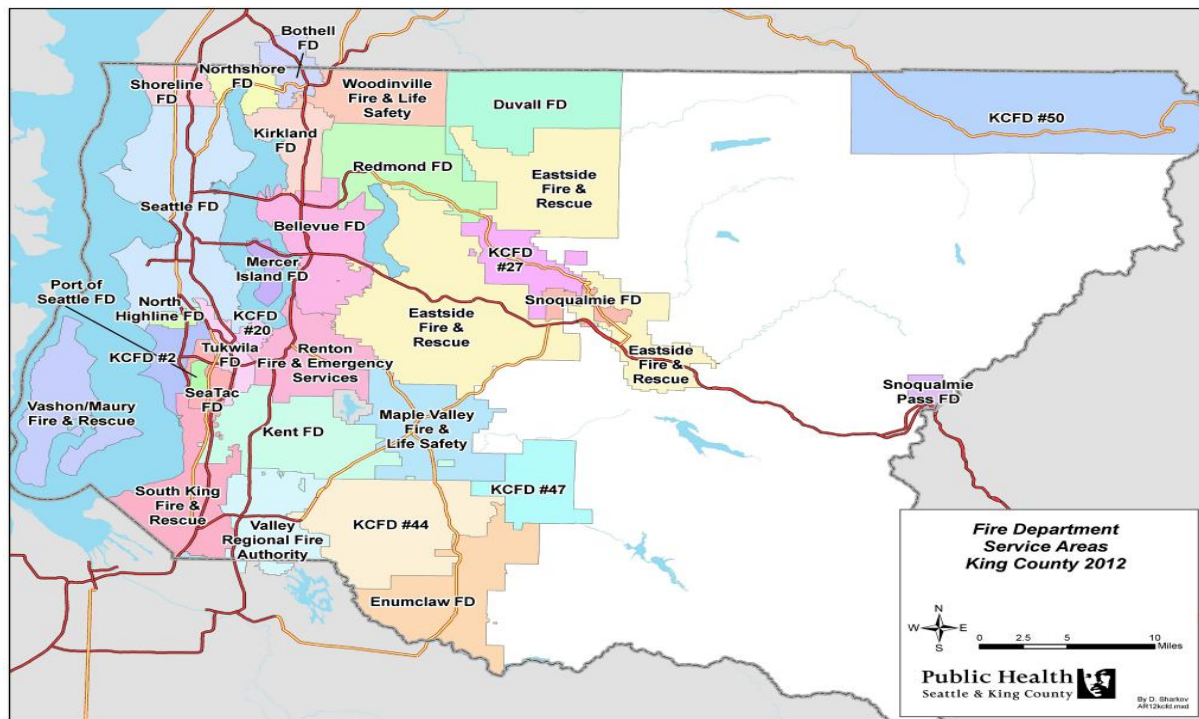 Bothell
FD
Northshore
FD
Shoreline
FD
Woodinville
Fire & Life
Safety
Duvall FD
KCFD #50
Kirkland
FD
Redmond FD
Eastside
Fire &
Rescue
Seattle FD
Bellevue FD
KCFD
#27
Mercer
Island FD
Port of
Seattle FD
Snoqualmie FD
North
Highline FD
KCFD
#20
Eastside
Fire &
Rescue
Tukwila
FD
KCFD #2
Renton
Fire & Emergency
Services
Eastside
Fire &
Rescue
Snoqualmie
Pass FD
SeaTac
FD
Vashon/Maury
Fire & Rescue
Maple Valley
Fire &
Life Safety
Kent FD
South King
Fire &
Rescue
KCFD #47
Valley
Regional Fire
Authority
KCFD #44
Enumclaw FD
Fire Department
Service Areas
King County 2012
N
W E
S
0 2.5 5 10
Miles
Public Health
Seattle & King County
By D. Sharkov
AR12kcfd.mxd